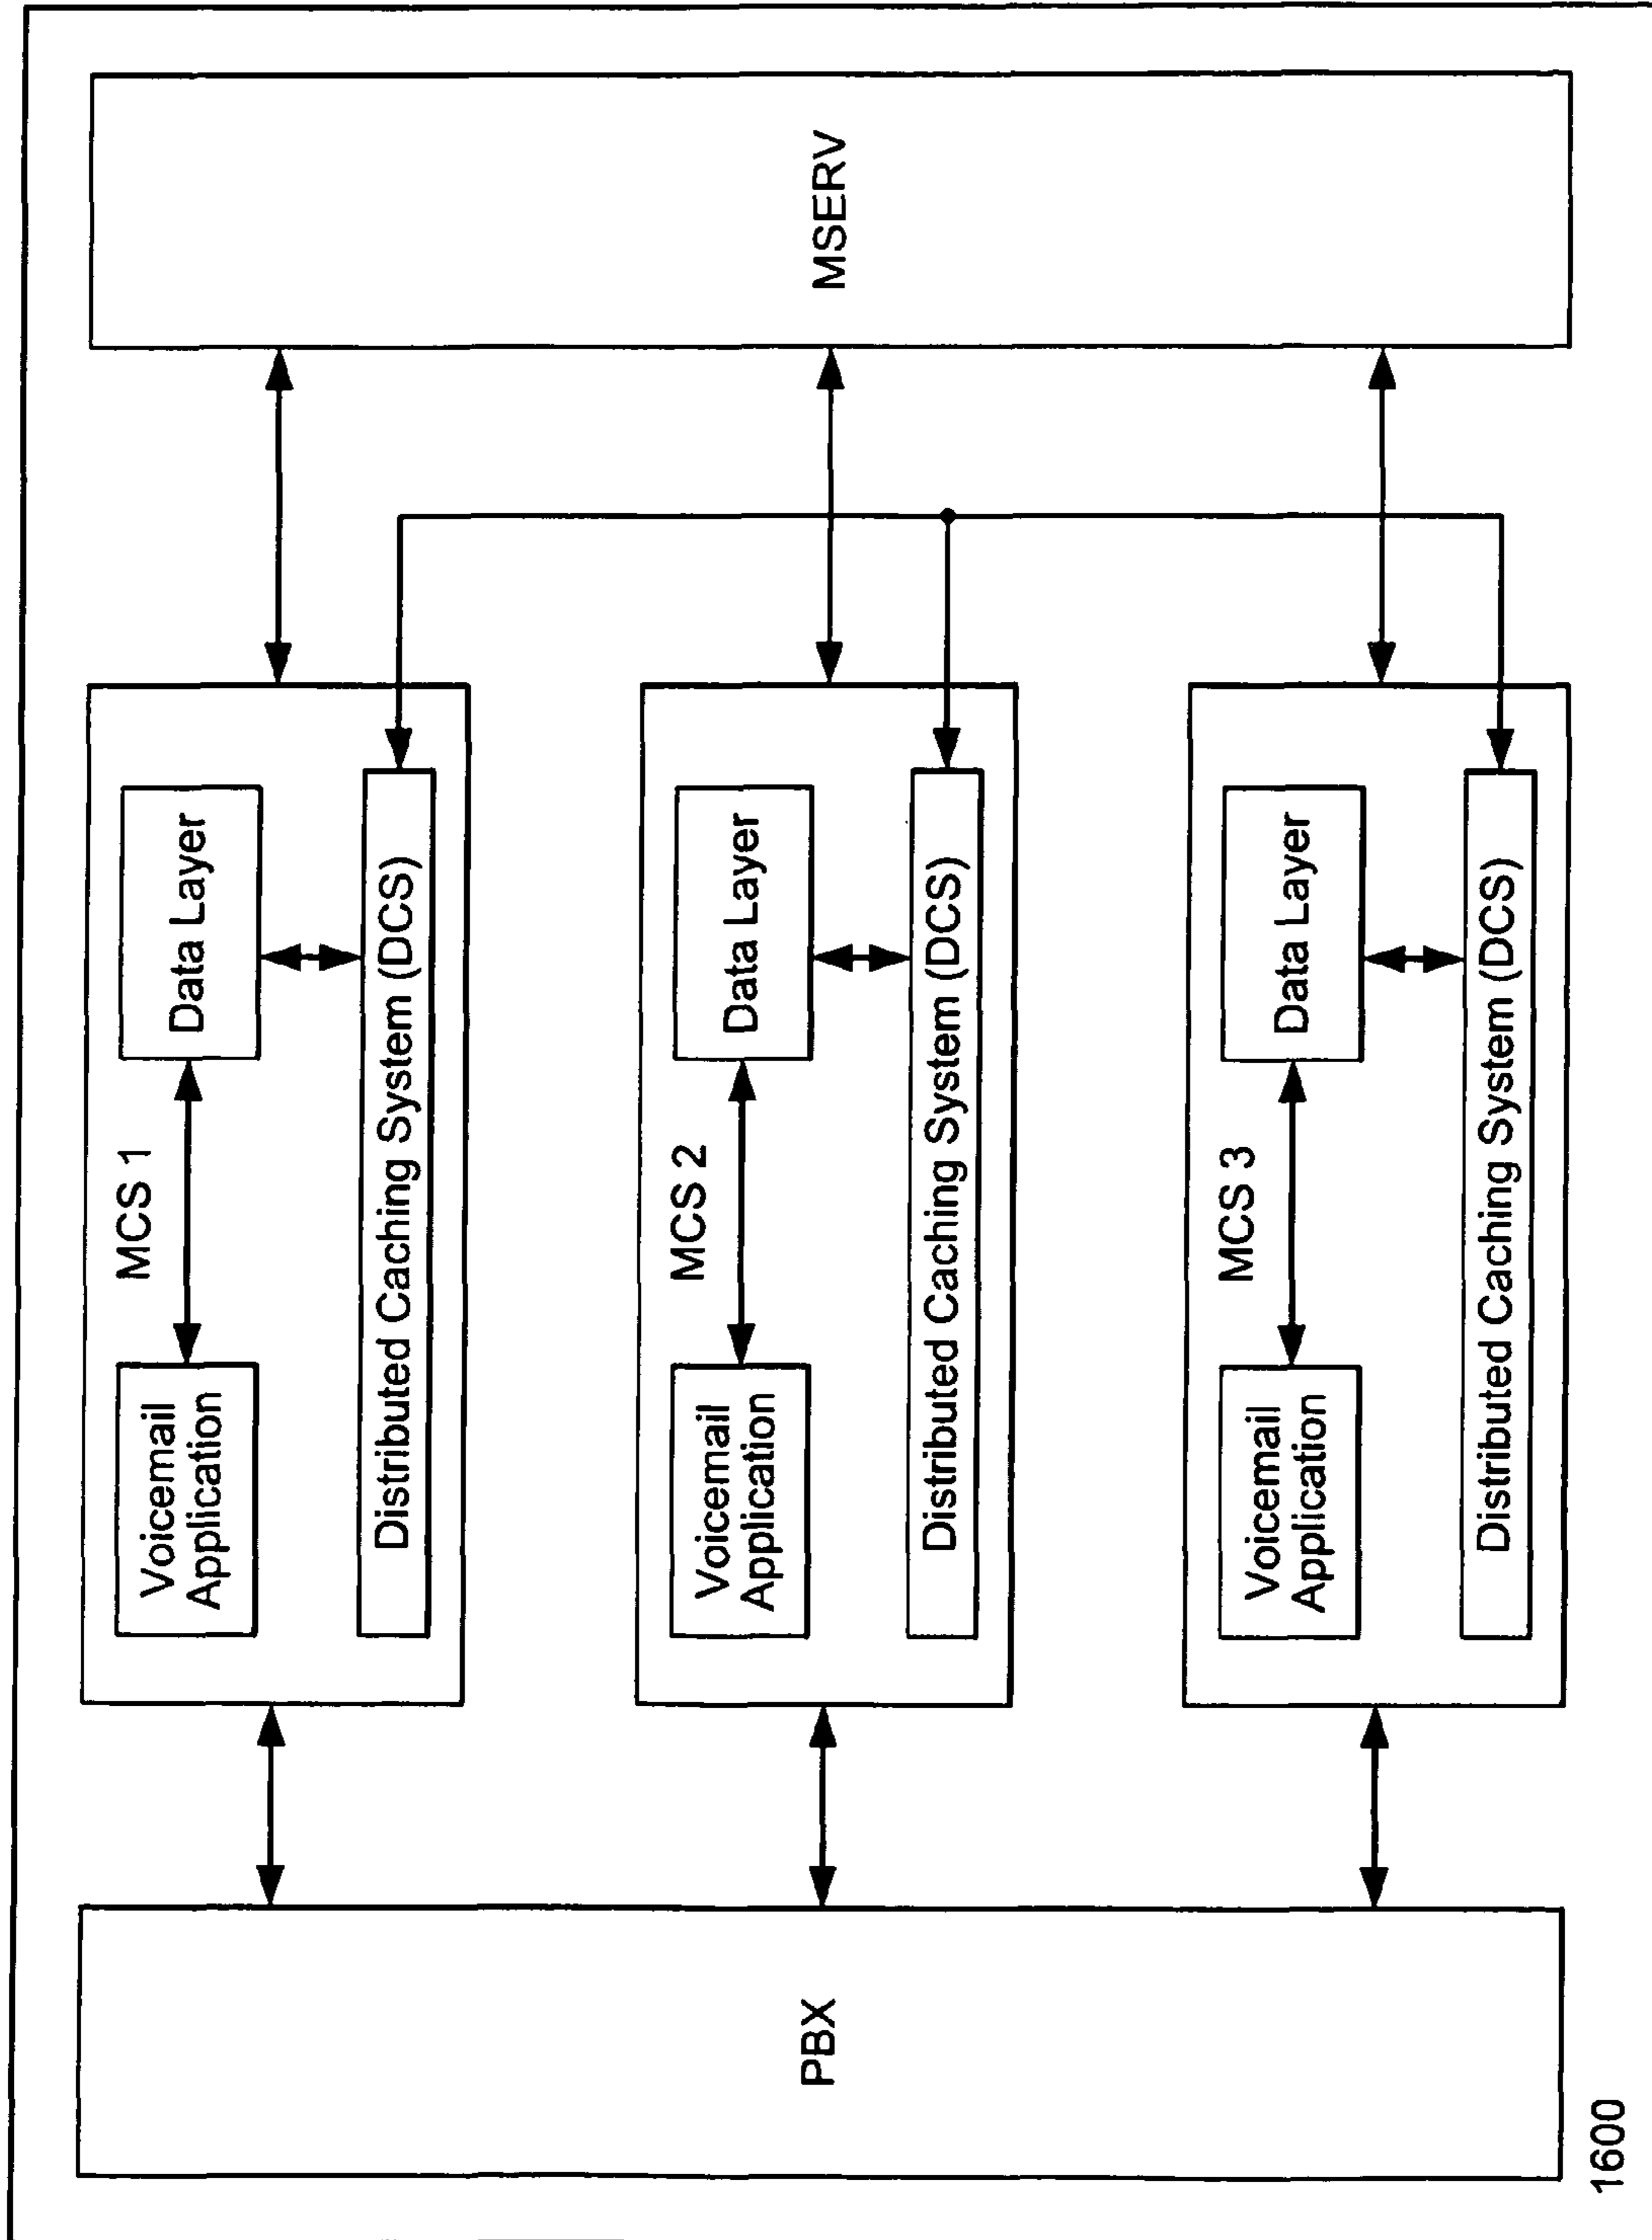 PBX
MCS 1
Voicemail
Application
Data Layer
Distributed Caching System (DCS)
MCS 2
Voicemail
Application
Data Layer
Distributed Caching System (DCS)
MCS 3
Voicemail
Application
Data Layer
Distributed Caching System (DCS)
MSERV
1600